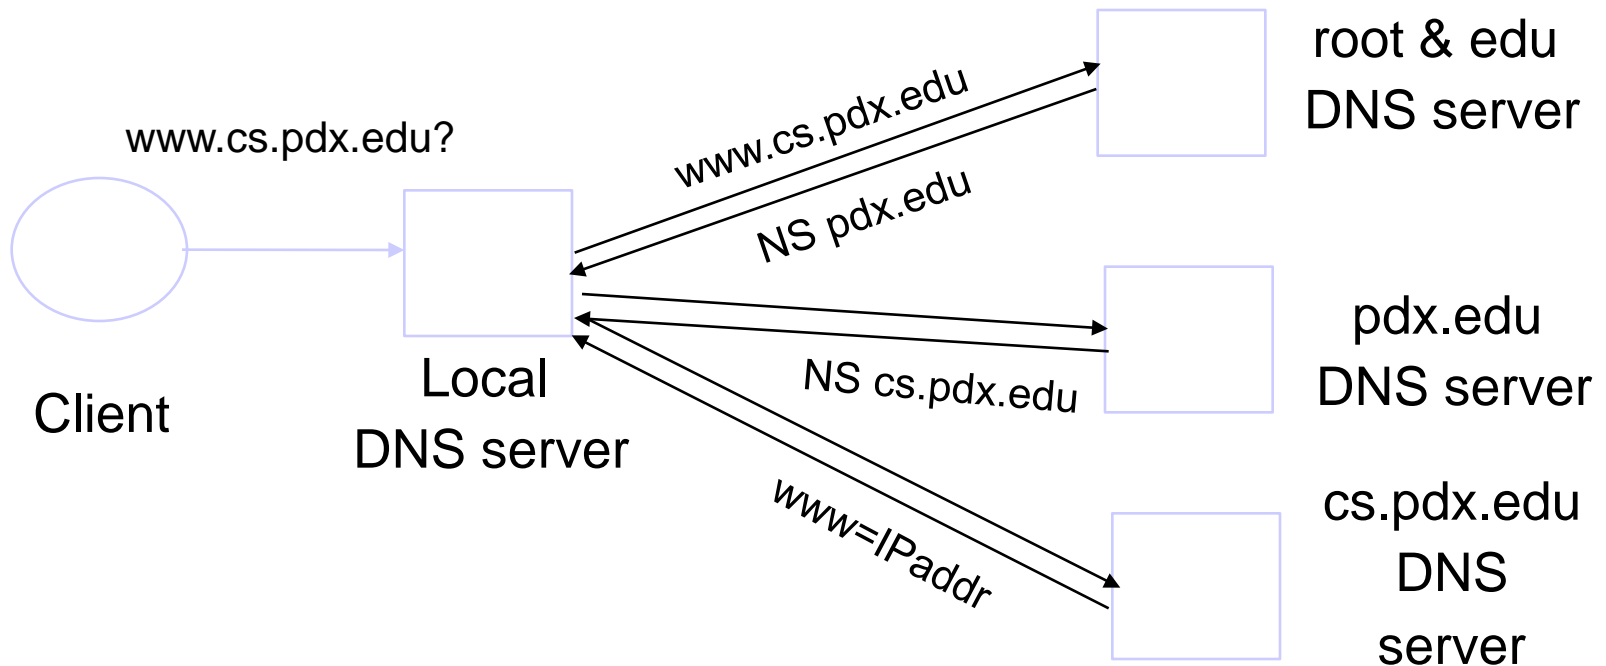 www.cs.pdx.edu?
Client
Local
DNS server
www.cs.pdx.edu
NS pdx.edu
NS cs.pdx.edu
www=IPaddr
root & edu
DNS server
pdx.edu
DNS server
cs.pdx.edu
DNS
server